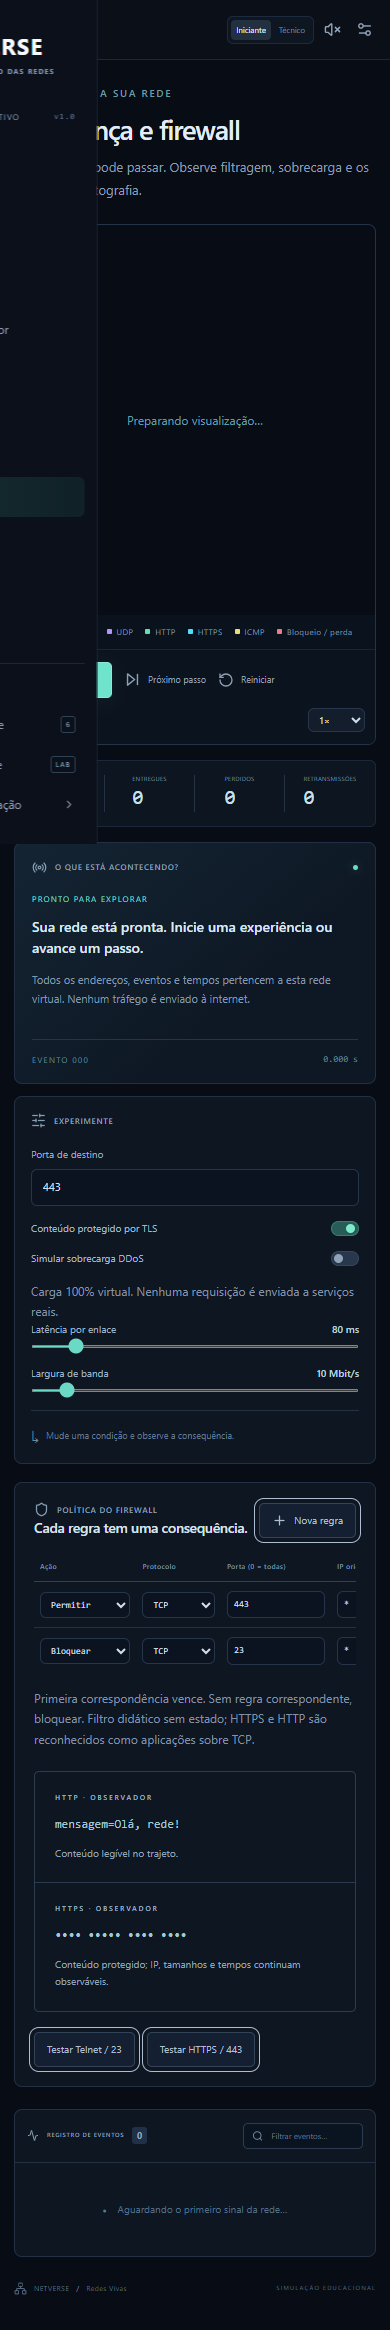 RSE
Iniciante Técnico
O DAS REDES
A SUA REDE
TIVO v1.0
nça e firewall
pode passar. Observe filtragem, sobrecarga e os
tografia.
or
Preparando visualização...
UDP HTTP HTTPS ICMP Bloqueio / perda
Próximo passo Reiniciar
e 6
1×
e LAB
ENTREGUES PERDIDOS RETRANSMISSÕES
0 0 0
ação
O QUE ESTÁ ACONTECENDO?
PRONTO PARA EXPLORAR
Sua rede está pronta. Inicie uma experiência ou
avance um passo.
Todos os endereços, eventos e tempos pertencem a esta rede
virtual. Nenhum tráfego é enviado à internet.
EVENTO 000 0.000 s
EXPERIMENTE
Porta de destino
443
Conteúdo protegido por TLS
Simular sobrecarga DDoS
Carga 100% virtual. Nenhuma requisição é enviada a serviços
reais.
Latência por enlace 80 ms
Largura de banda 10 Mbit/s
Mude uma condição e observe a consequência.
POLÍTICA DO FIREWALL
Cada regra tem uma consequência.
Nova regra
Ação Protocolo Porta (0 = todas) IP ori
Permitir TCP 443 *
Bloquear TCP 23 *
Primeira correspondência vence. Sem regra correspondente,
bloquear. Filtro didático sem estado; HTTPS e HTTP são
reconhecidos como aplicações sobre TCP.
HTTP · OBSERVADOR
mensagem=Olá, rede!
Conteúdo legível no trajeto.
HTTPS · OBSERVADOR
•••• ••••• •••• ••••
Conteúdo protegido; IP, tamanhos e tempos continuam
observáveis.
Testar Telnet / 23 Testar HTTPS / 443
REGISTRO DE EVENTOS 0 Filtrar eventos...
Aguardando o primeiro sinal da rede...
NETVERSE / Redes Vivas SIMULAÇÃO EDUCACIONAL